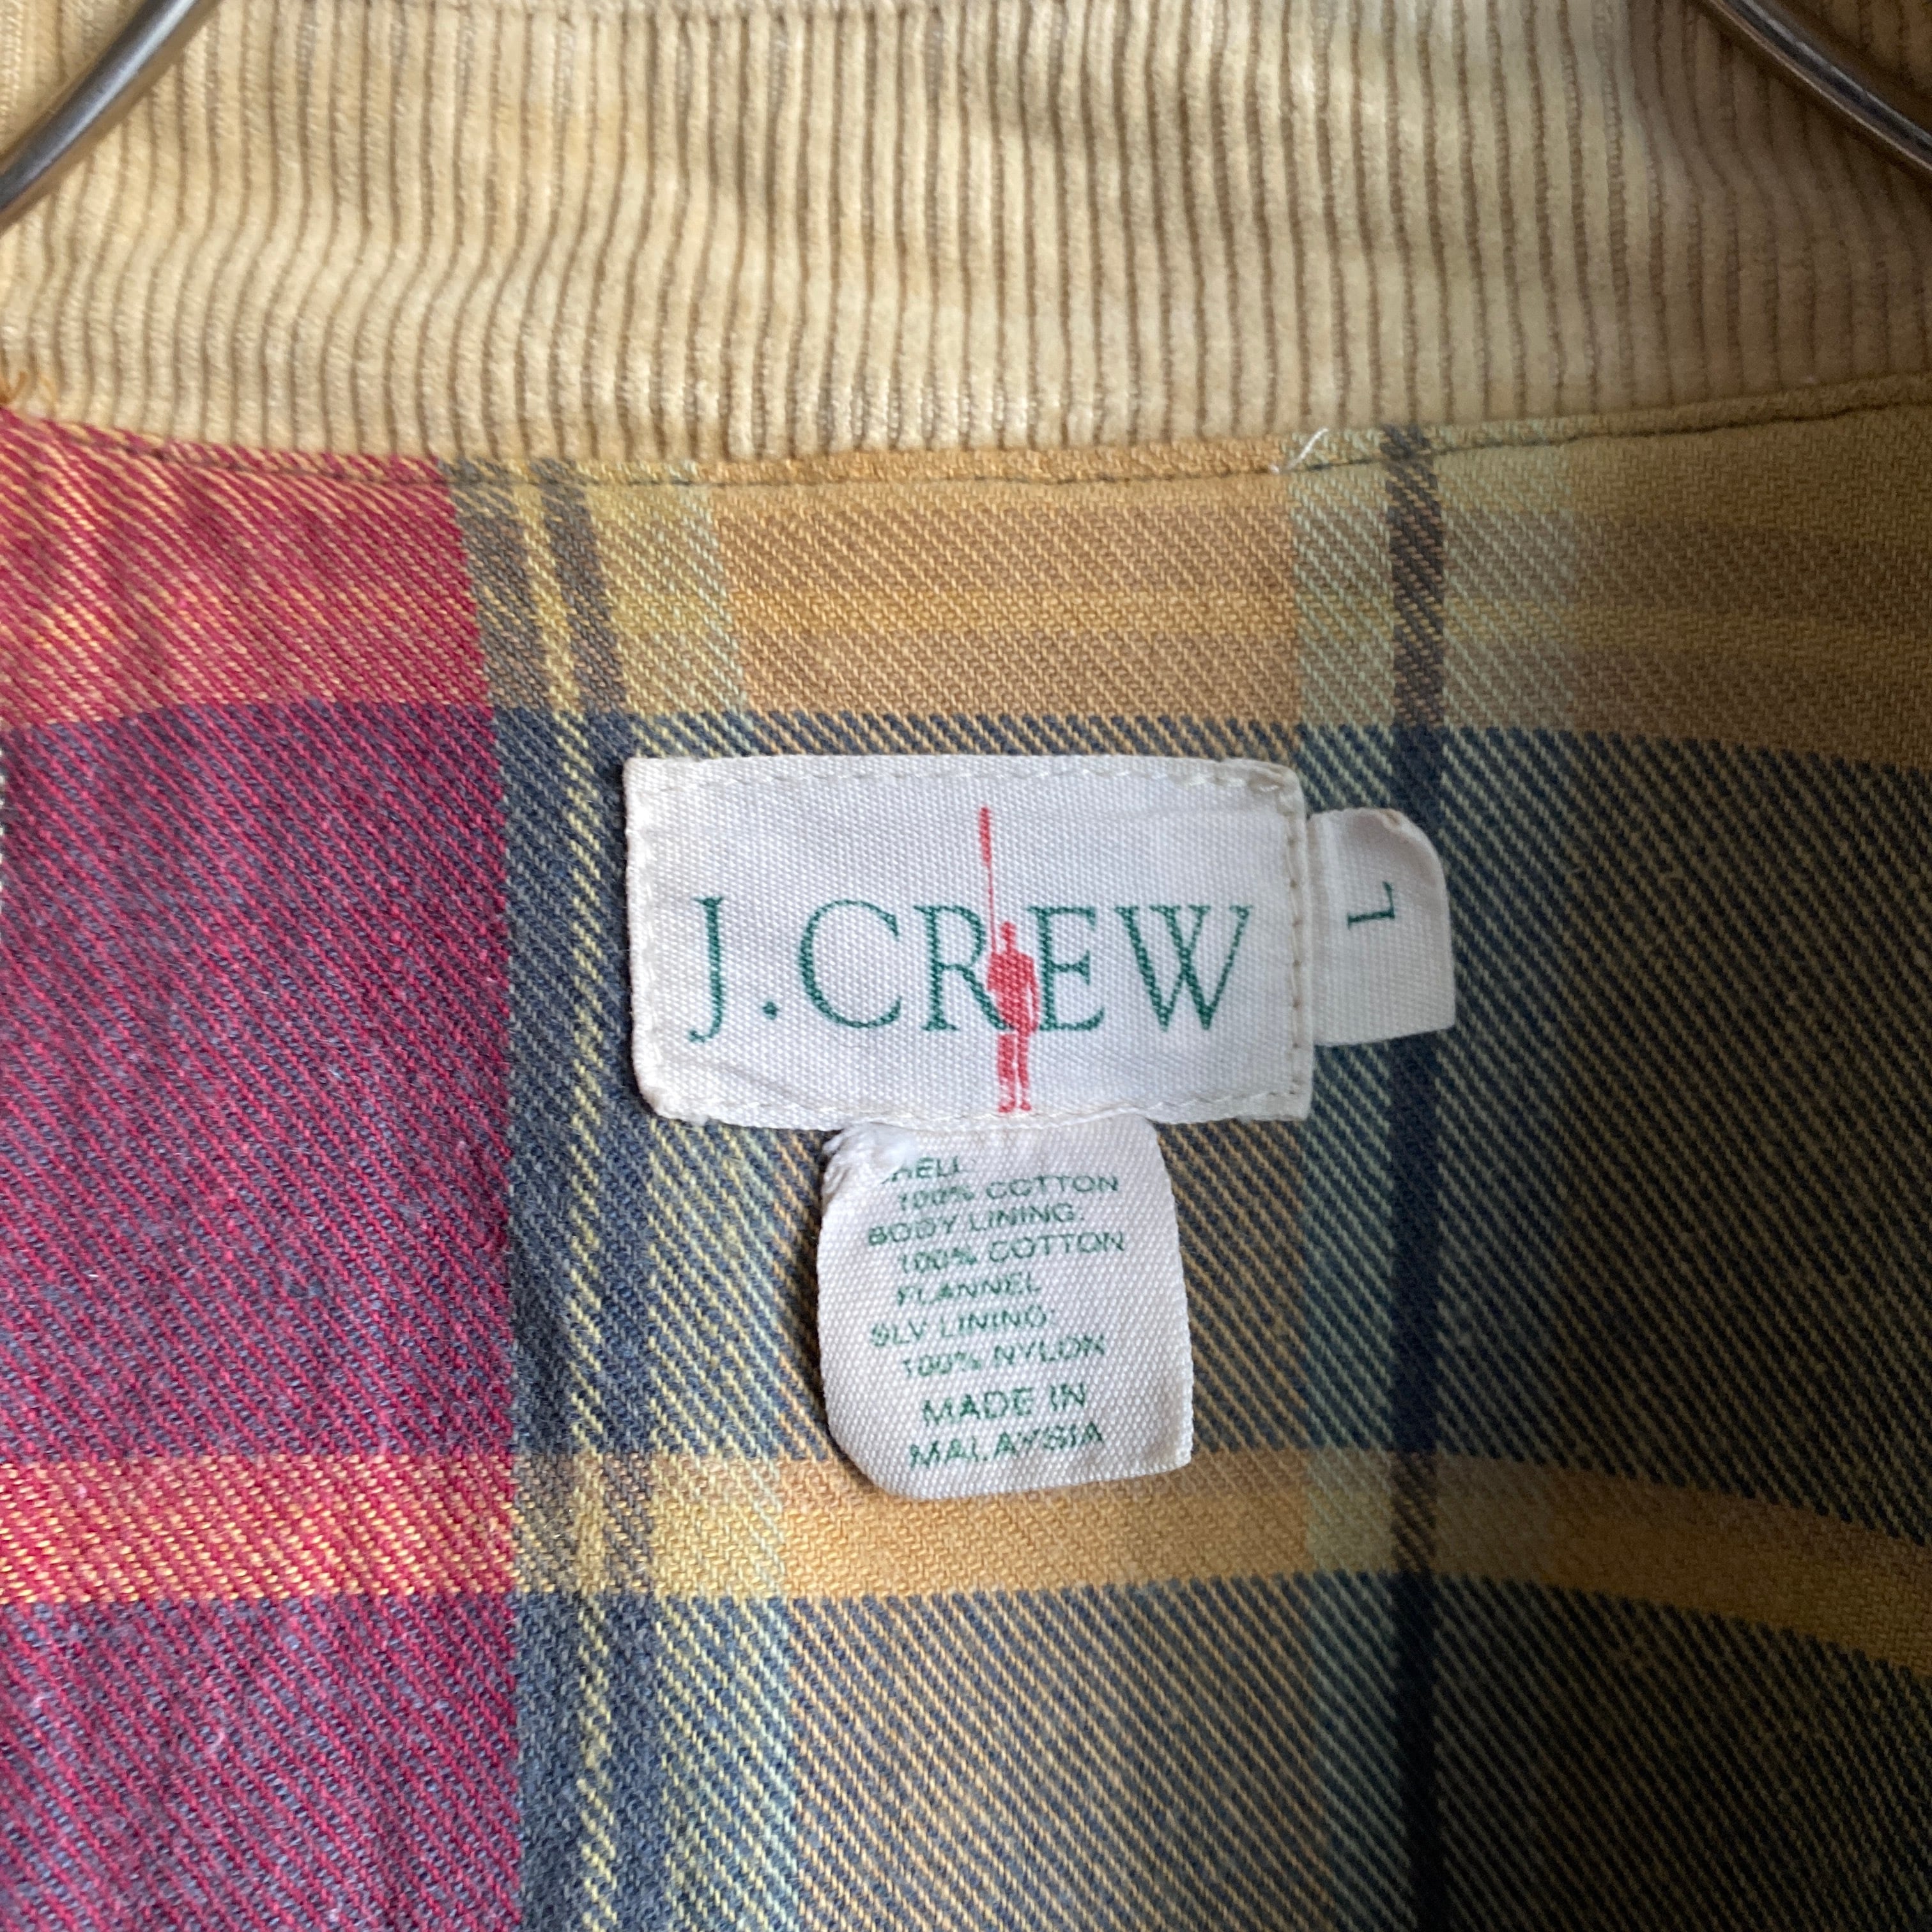 J.CREW
L
SHELL:
100% COTTON
BODY LINING:
100% COTTON
FLANNEL
SLV LINING:
100% NYLON
MADE IN
MALAYSIA